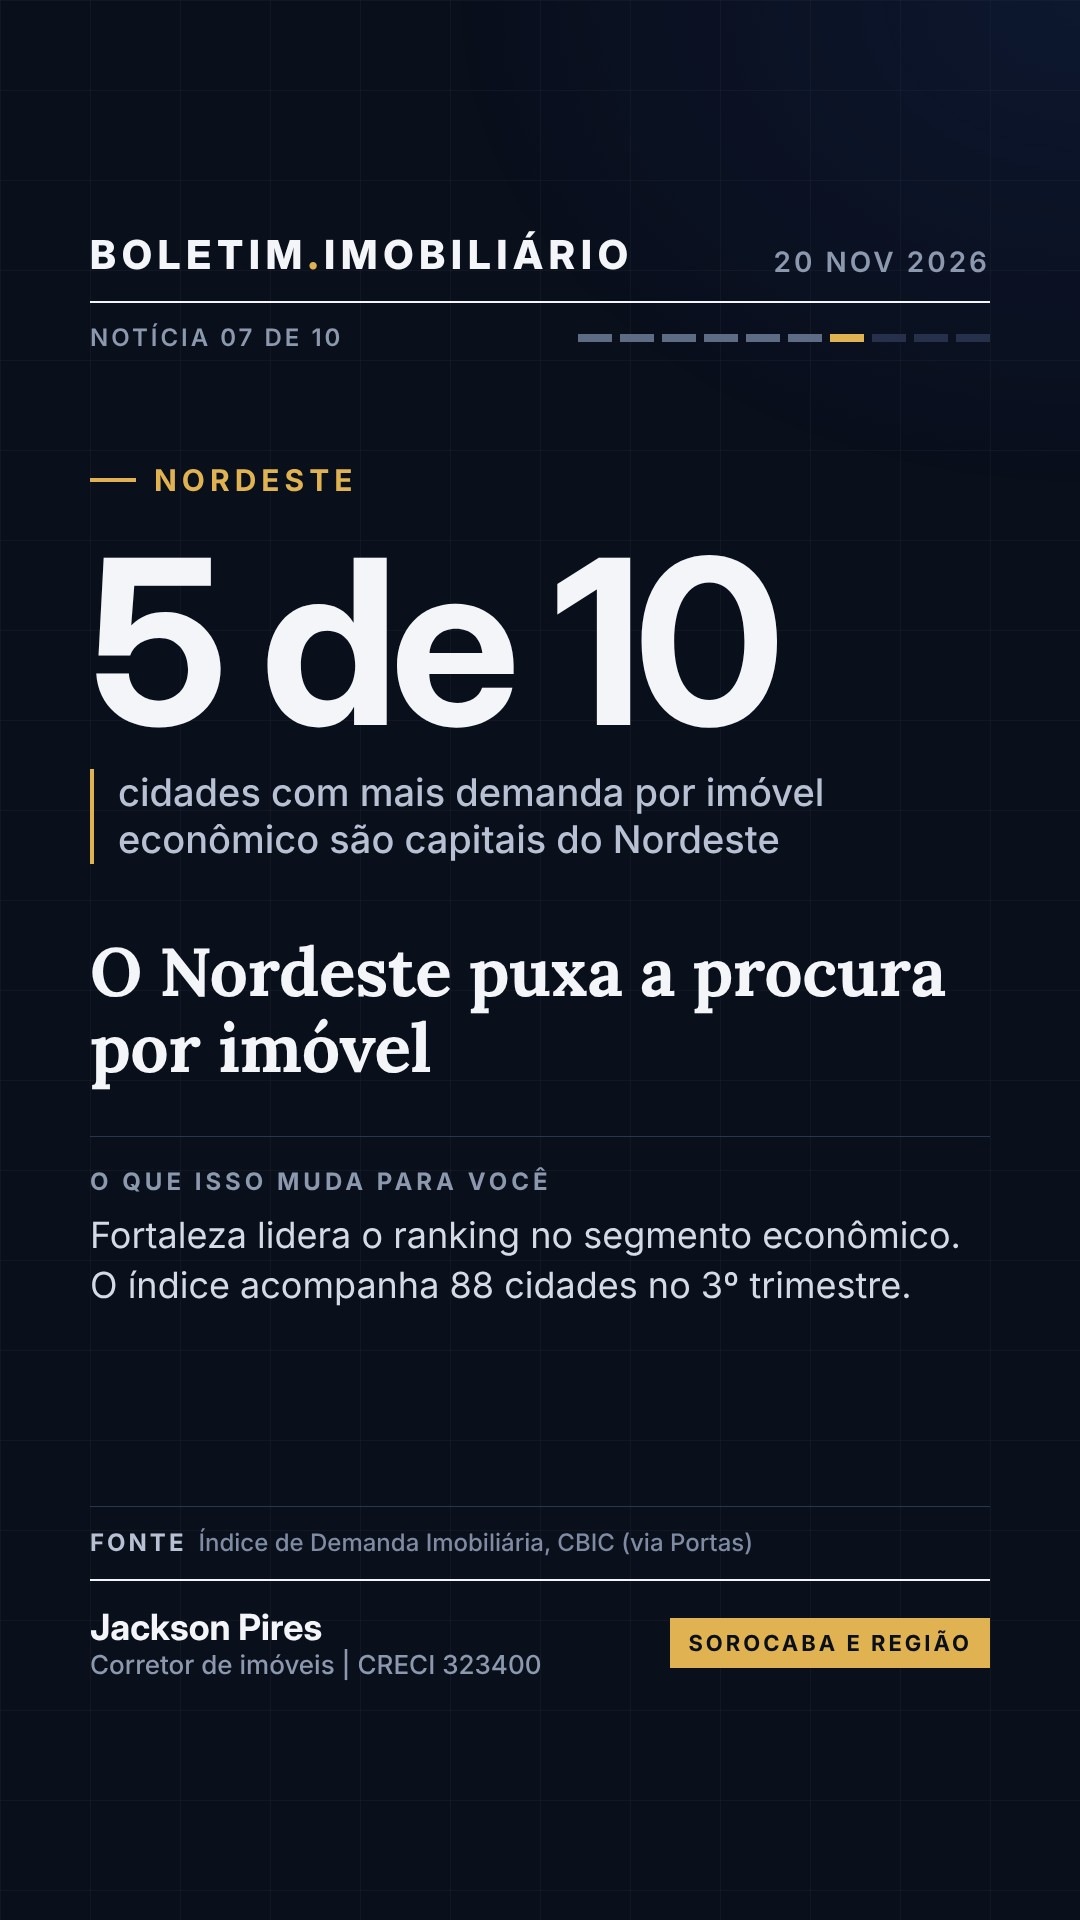 BOLETIM.IMOBILIÁRIO
20 NOV 2026
NOTÍCIA 07 DE 10
NORDESTE
5 de 10
cidades com mais demanda por imóvel
econômico são capitais do Nordeste
O Nordeste puxa a procura
por imóvel
O QUE ISSO MUDA PARA VOCÊ
Fortaleza lidera o ranking no segmento econômico.
O índice acompanha 88 cidades no 3º trimestre.
FONTE Índice de Demanda Imobiliária, CBIC (via Portas)
Jackson Pires
Corretor de imóveis | CRECI 323400
SOROCABA E REGIÃO